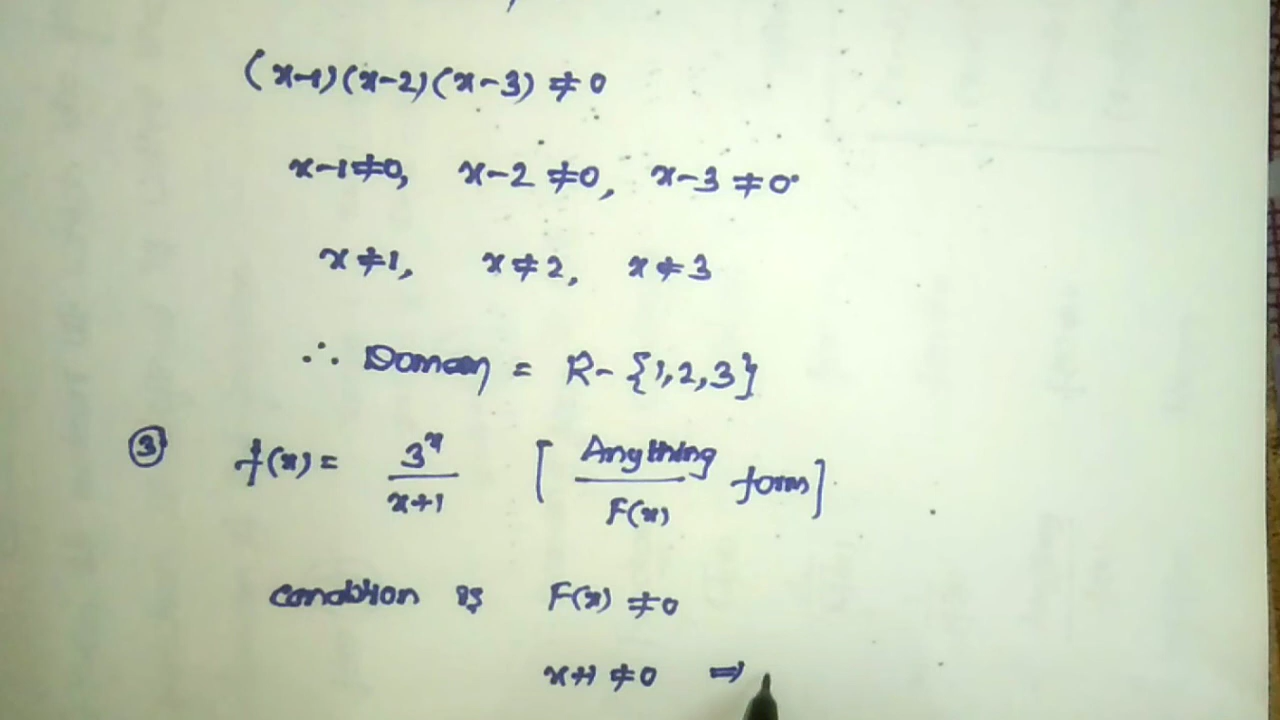 (x-1)(x-2)(x-3) ≠ 0
x-1≠0, x-2 ≠0, x-3 ≠0
x≠1, x≠2, x≠3
∴ Domain = R-{1,2,3}
③ f(x) = 3^x / (x+1) [Anything / F(x) form]
condition is F(x) ≠0
x+1 ≠0 ⇒